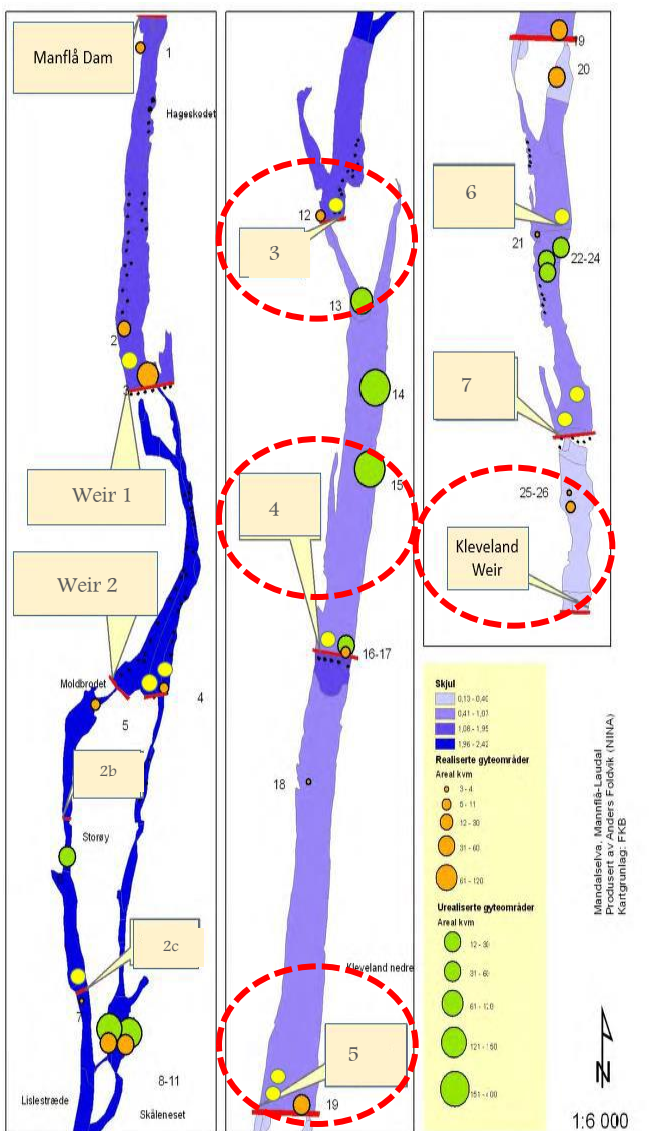 Manflå Dam
1
Hageskodet
2
3
Weir 1
Weir 2
Moldbrodet
4
5
2b
Storøy
2c
7
8-11
Lislestræde
Skåleneset
12
3
13
14
15
4
16-17
18
Kleveland nedre
5
19
9
20
6
21
22-24
7
25-26
Kleveland
Weir
Skjul
0,13 - 0,40
0,41 - 1,07
1,08 - 1,95
1,96 - 2,42
Realiserte gyteområder
Areal kvm
3 - 4
5 - 11
12 - 30
31 - 60
61 - 120
Urealiserte gyteområder
Areal kvm
12 - 30
31 - 60
61 - 120
121 - 150
151 - 400
Mandalselva, Mannflå-Laudal
Produsert av Anders Foldvik (NINA)
Kartgrunlag: FKB
N
1:6 000